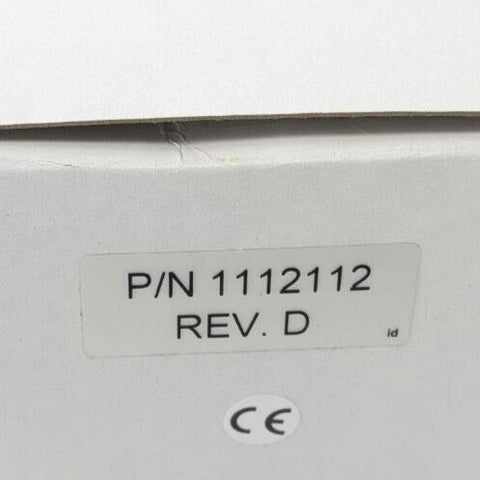 P/N 1112112
REV. D
id
CE